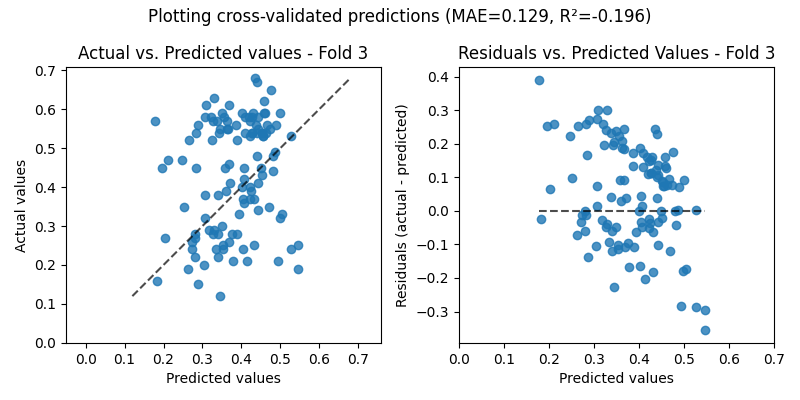 Plotting cross-validated predictions (MAE=0.129, R²=-0.196)
Actual vs. Predicted values - Fold 3
Actual values
0.7
0.6
0.5
0.4
0.3
0.2
0.1
0.0
0.0 0.1 0.2 0.3 0.4 0.5 0.6 0.7
Predicted values
Residuals vs. Predicted Values - Fold 3
Residuals (actual - predicted)
0.4
0.3
0.2
0.1
0.0
−0.1
−0.2
−0.3
0.0 0.1 0.2 0.3 0.4 0.5 0.6 0.7
Predicted values